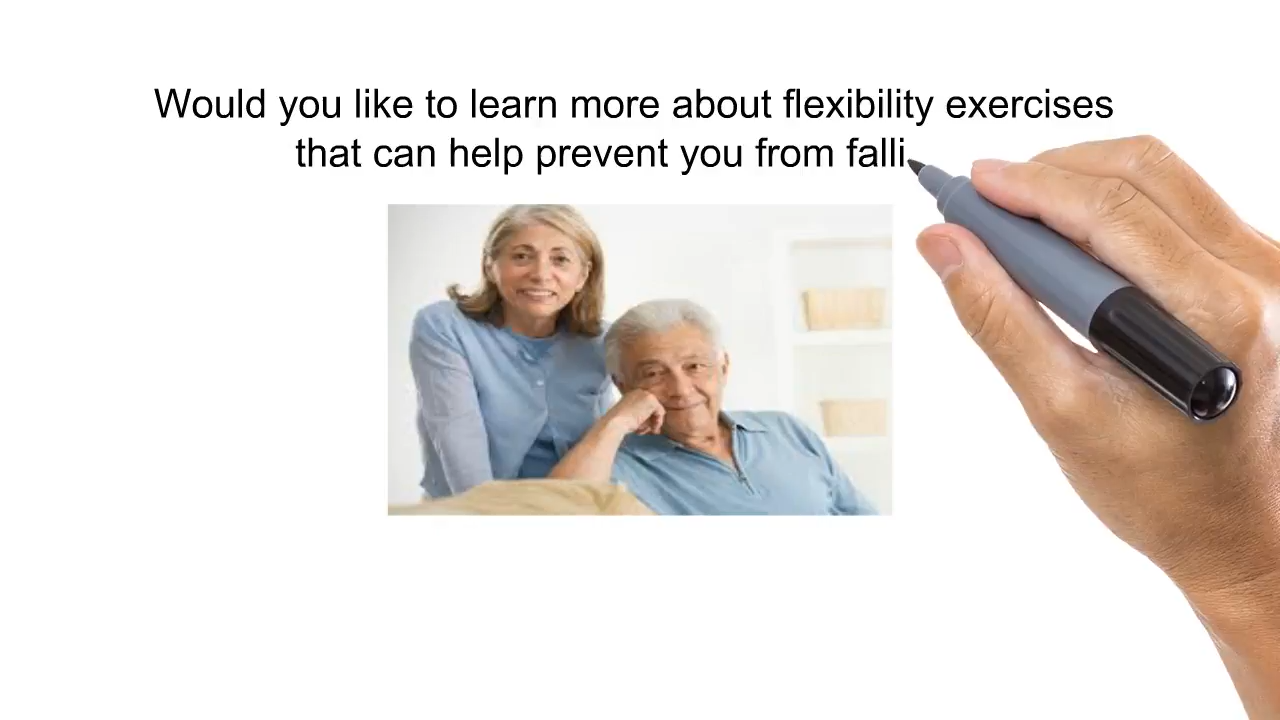 Would you like to learn more about flexibility exercises
that can help prevent you from falli